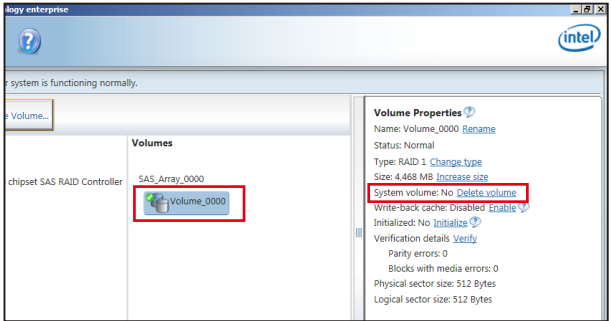 ology enterprise
intel
r system is functioning normally.
e Volume...
Volumes
chipset SAS RAID Controller
SAS_Array_0000
Volume_0000
Volume Properties
Name: Volume_0000 Rename
Status: Normal
Type: RAID 1 Change type
Size: 4,468 MB Increase size
System volume: No Delete volume
Write-back cache: Disabled Enable
Initialized: No Initialize
Verification details Verify
Parity errors: 0
Blocks with media errors: 0
Physical sector size: 512 Bytes
Logical sector size: 512 Bytes